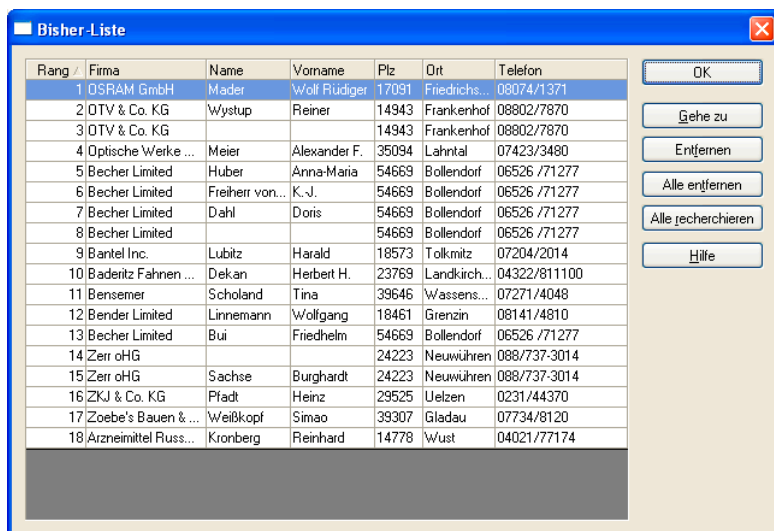 Bisher-Liste
Rang Firma Name Vorname Plz Ort Telefon
1 OSRAM GmbH Mader Wolf Rüdiger 17091 Friedrichs... 08074/1371
2 OTV & Co. KG Wystup Reiner 14943 Frankenhof 08802/7870
3 OTV & Co. KG 14943 Frankenhof 08802/7870
4 Optische Werke ... Meier Alexander F. 35094 Lahntal 07423/3480
5 Becher Limited Huber Anna-Maria 54669 Bollendorf 06526 /71277
6 Becher Limited Freiherr von... K.-J. 54669 Bollendorf 06526 /71277
7 Becher Limited Dahl Doris 54669 Bollendorf 06526 /71277
8 Becher Limited 54669 Bollendorf 06526 /71277
9 Bantel Inc. Lubitz Harald 18573 Tolkmitz 07204/2014
10 Baderitz Fahnen ... Dekan Herbert H. 23769 Landkirch... 04322/811100
11 Bensemer Scholand Tina 39646 Wassens... 07271/4048
12 Bender Limited Linnemann Wolfgang 18461 Grenzin 08141/4810
13 Becher Limited Bui Friedhelm 54669 Bollendorf 06526 /71277
14 Zerr oHG 24223 Neuwühren 088/737-3014
15 Zerr oHG Sachse Burghardt 24223 Neuwühren 088/737-3014
16 ZKJ & Co. KG Pfadt Heinz 29525 Uelzen 0231/44370
17 Zoebe's Bauen & ... Weißkopf Simao 39307 Gladau 07734/8120
18 Arzneimittel Russ... Kronberg Reinhard 14778 Wust 04021/77174
OK
Gehe zu
Entfernen
Alle entfernen
Alle recherchieren
Hilfe